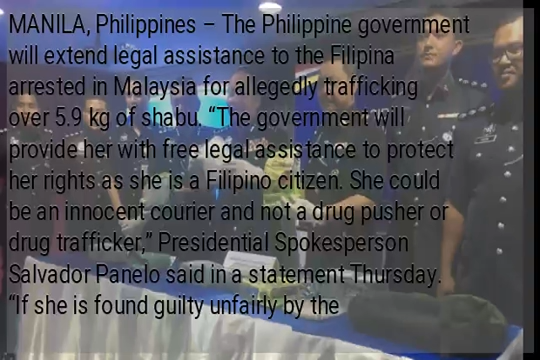 MANILA, Philippines – The Philippine government
will extend legal assistance to the Filipina
arrested in Malaysia for allegedly trafficking
over 5.9 kg of shabu. “The government will
provide her with free legal assistance to protect
her rights as she is a Filipino citizen. She could
be an innocent courier and not a drug pusher or
drug trafficker,” Presidential Spokesperson
Salvador Panelo said in a statement Thursday.
“If she is found guilty unfairly by the